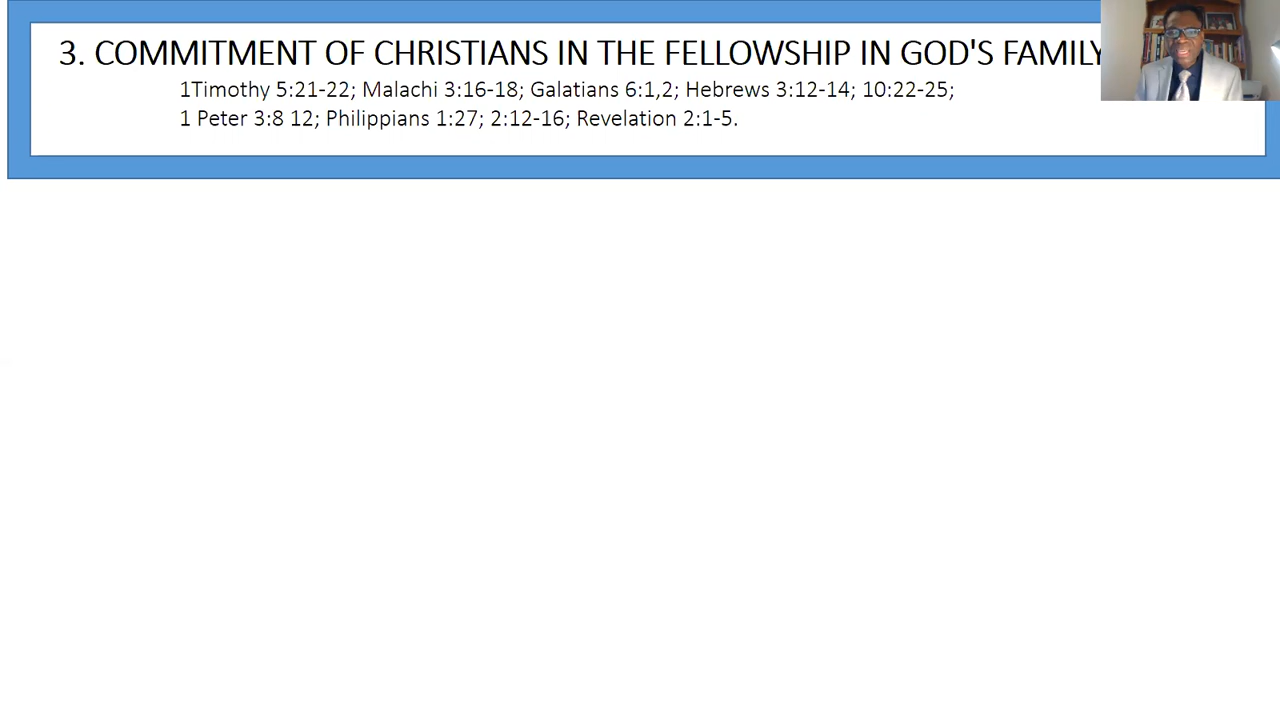 3. COMMITMENT OF CHRISTIANS IN THE FELLOWSHIP IN GOD'S FAMILY
1Timothy 5:21-22; Malachi 3:16-18; Galatians 6:1,2; Hebrews 3:12-14; 10:22-25;
1 Peter 3:8 12; Philippians 1:27; 2:12-16; Revelation 2:1-5.